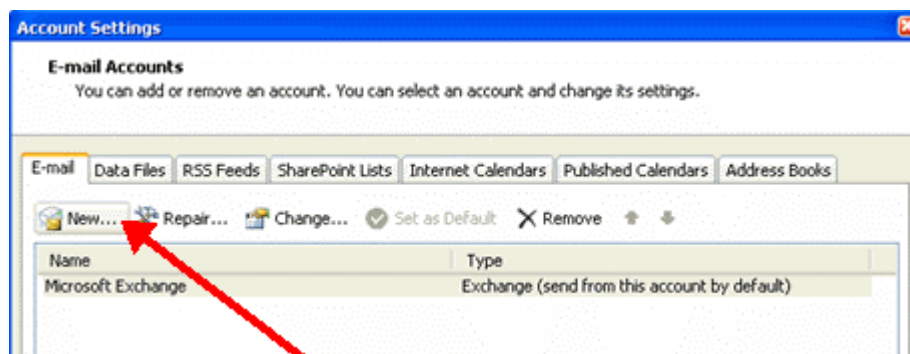 Account Settings
E-mail Accounts
You can add or remove an account. You can select an account and change its settings.
E-mail Data Files RSS Feeds SharePoint Lists Internet Calendars Published Calendars Address Books
New... Repair... Change... Set as Default Remove
Name Type
Microsoft Exchange Exchange (send from this account by default)